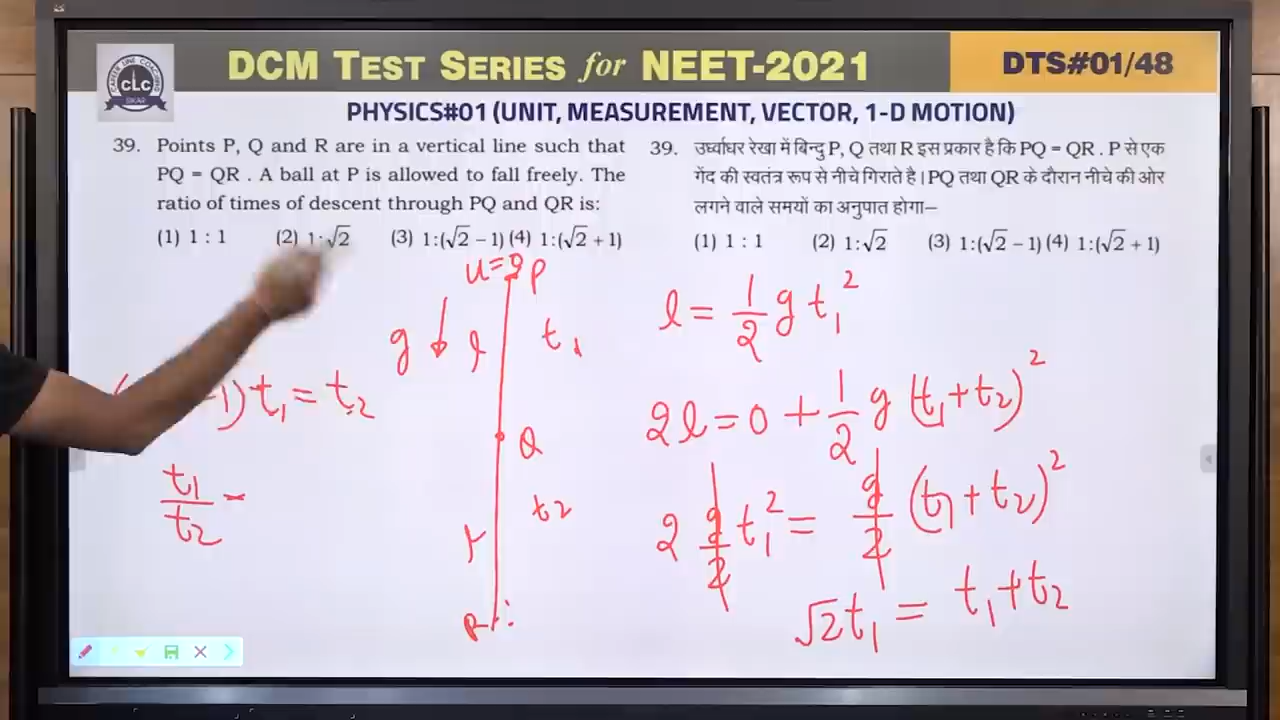 DCM TEST SERIES for NEET-2021
DTS#01/48
CLC
SIKAR
PHYSICS#01 (UNIT, MEASUREMENT, VECTOR, 1-D MOTION)
39. Points P, Q and R are in a vertical line such that
PQ = QR . A ball at P is allowed to fall freely. The
ratio of times of descent through PQ and QR is:
(1) 1 : 1 (2) 1:√2 (3) 1:(√2 − 1) (4) 1:(√2 + 1)
39. उर्ध्वाधर रेखा में बिन्दु P, Q तथा R इस प्रकार है कि PQ = QR . P से एक
गेंद की स्वतंत्र रूप से नीचे गिराते है। PQ तथा QR के दौरान नीचे की ओर
लगने वाले समयों का अनुपात होगा–
(1) 1 : 1 (2) 1:√2 (3) 1:(√2 − 1) (4) 1:(√2 + 1)
u= P
g l t₁
Q
t₂
R
1)t₁ = t₂
t₁/t₂ =
l = 1/2 g t₁²
2l = 0 + 1/2 g (t₁+t₂)²
2 g/2 t₁² = g/2 (t₁+t₂)²
√2t₁ = t₁+t₂